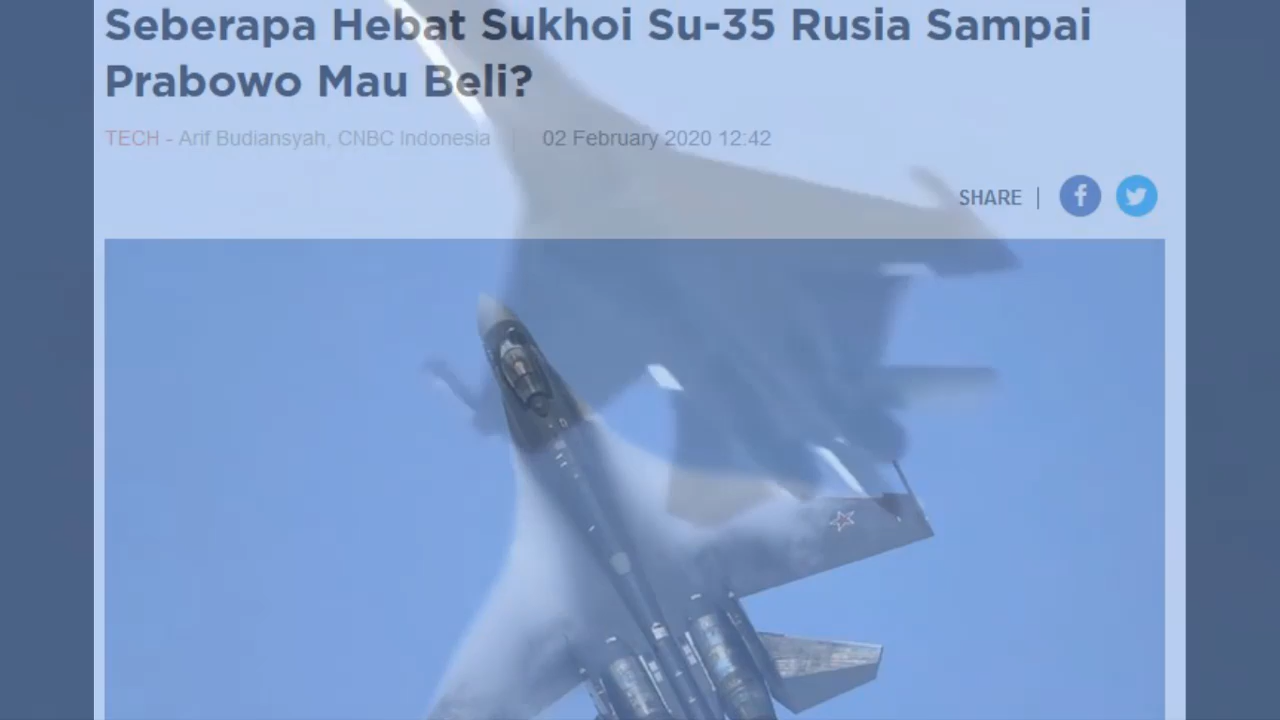 Seberapa Hebat Sukhoi Su-35 Rusia Sampai
Prabowo Mau Beli?
TECH - Arif Budiansyah, CNBC Indonesia | 02 February 2020 12:42
SHARE |